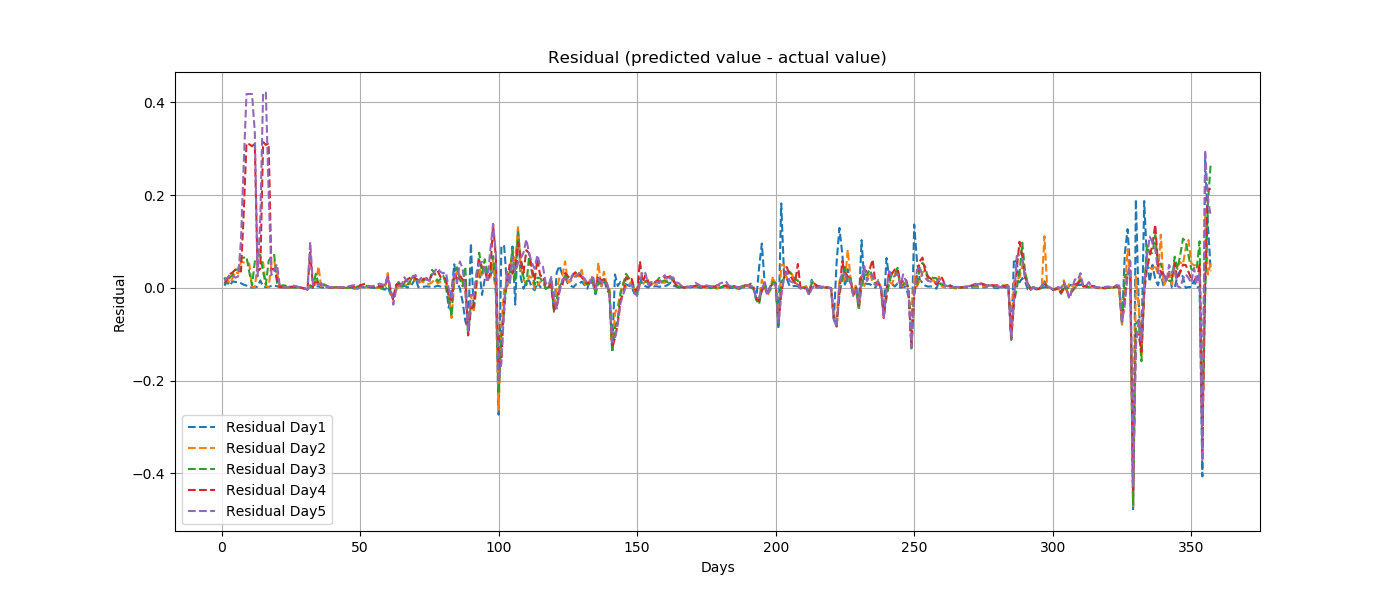 Residual (predicted value - actual value)
0.4
0.2
0.0
−0.2
−0.4
Residual
Residual Day1
Residual Day2
Residual Day3
Residual Day4
Residual Day5
0 50 100 150 200 250 300 350
Days